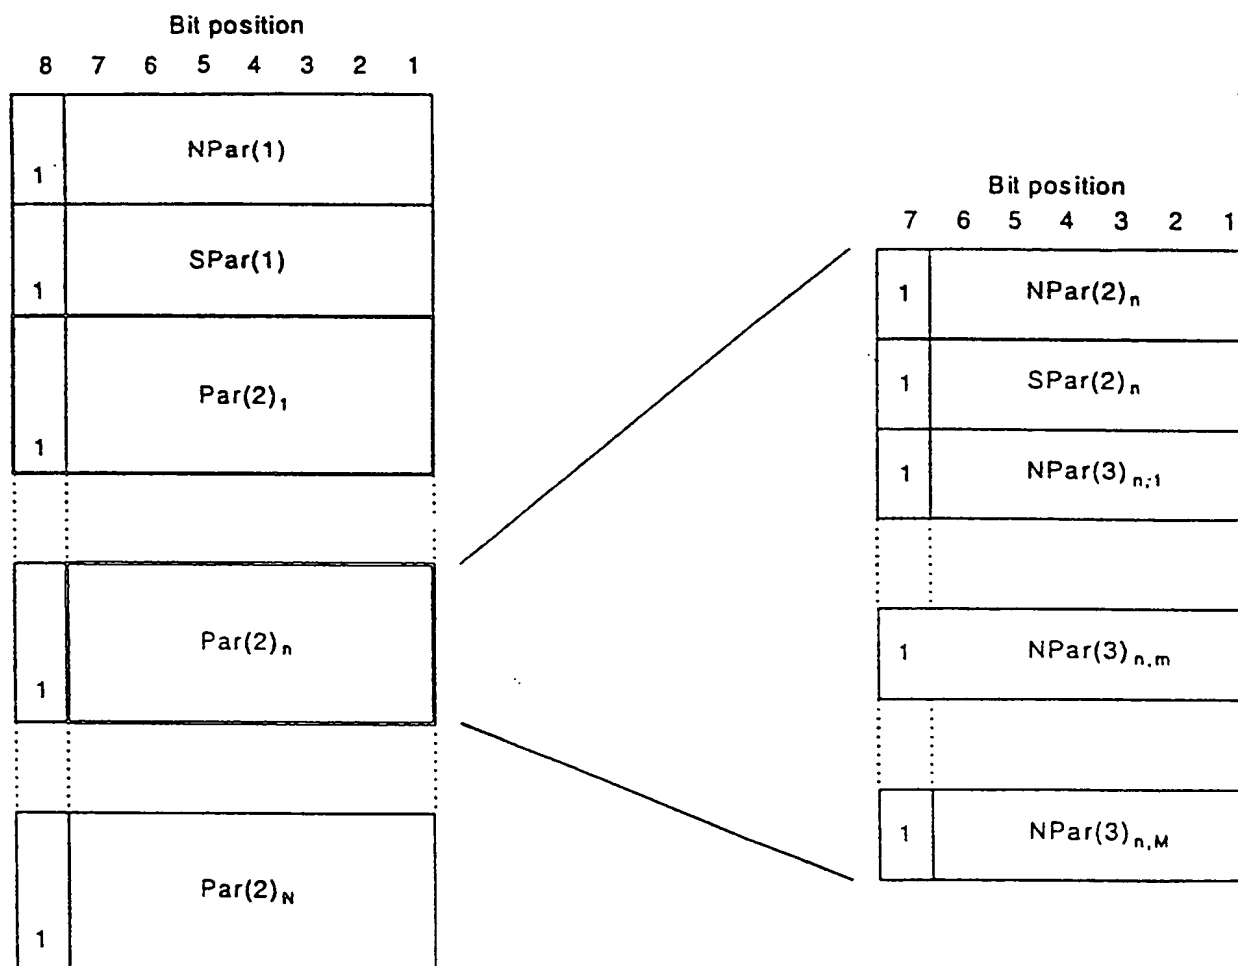 Bit position
8 7 6 5 4 3 2 1
NPar(1)
1
SPar(1)
1
Par(2)₁
1
Par(2)ₙ
1
Par(2)_N
1
Bit position
7 6 5 4 3 2 1
1 NPar(2)ₙ
1 SPar(2)ₙ
1 NPar(3)ₙ,₁
1 NPar(3)ₙ,ₘ
1 NPar(3)ₙ,_M